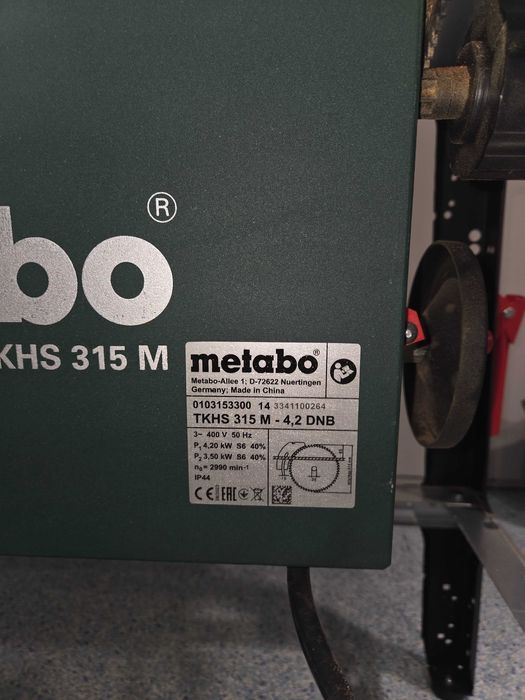 bo®
KHS 315 M
metabo®
Metabo-Allee 1; D-72622 Nuertingen
Germany; Made in China
0103153300 14 3341100264
TKHS 315 M - 4,2 DNB
3~ 400 V 50 Hz
P₁ 4,20 kW S6 40%
P₂ 3,50 kW S6 40%
n₀ = 2990 min⁻¹
IP44
CE EAC